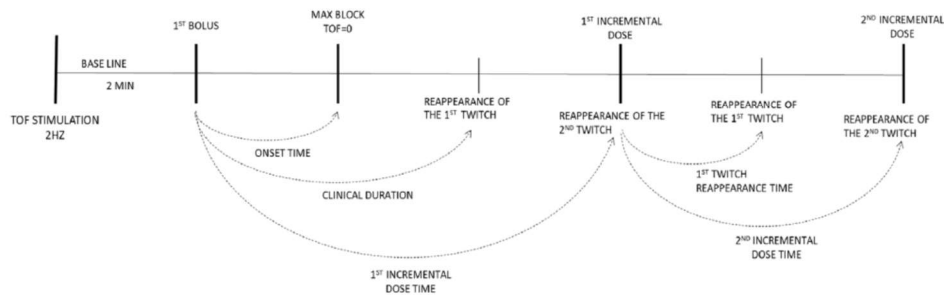 1ST BOLUS
MAX BLOCK
TOF=0
1ST INCREMENTAL
DOSE
2ND INCREMENTAL
DOSE
BASE LINE
2 MIN
TOF STIMULATION
2HZ
REAPPEARANCE OF
THE 1ST TWITCH
REAPPEARANCE OF THE
2ND TWITCH
REAPPEARANCE OF
THE 1ST TWITCH
REAPPEARANCE OF
THE 2ND TWITCH
ONSET TIME
CLINICAL DURATION
1ST TWITCH
REAPPEARANCE TIME
1ST INCREMENTAL
DOSE TIME
2ND INCREMENTAL
DOSE TIME